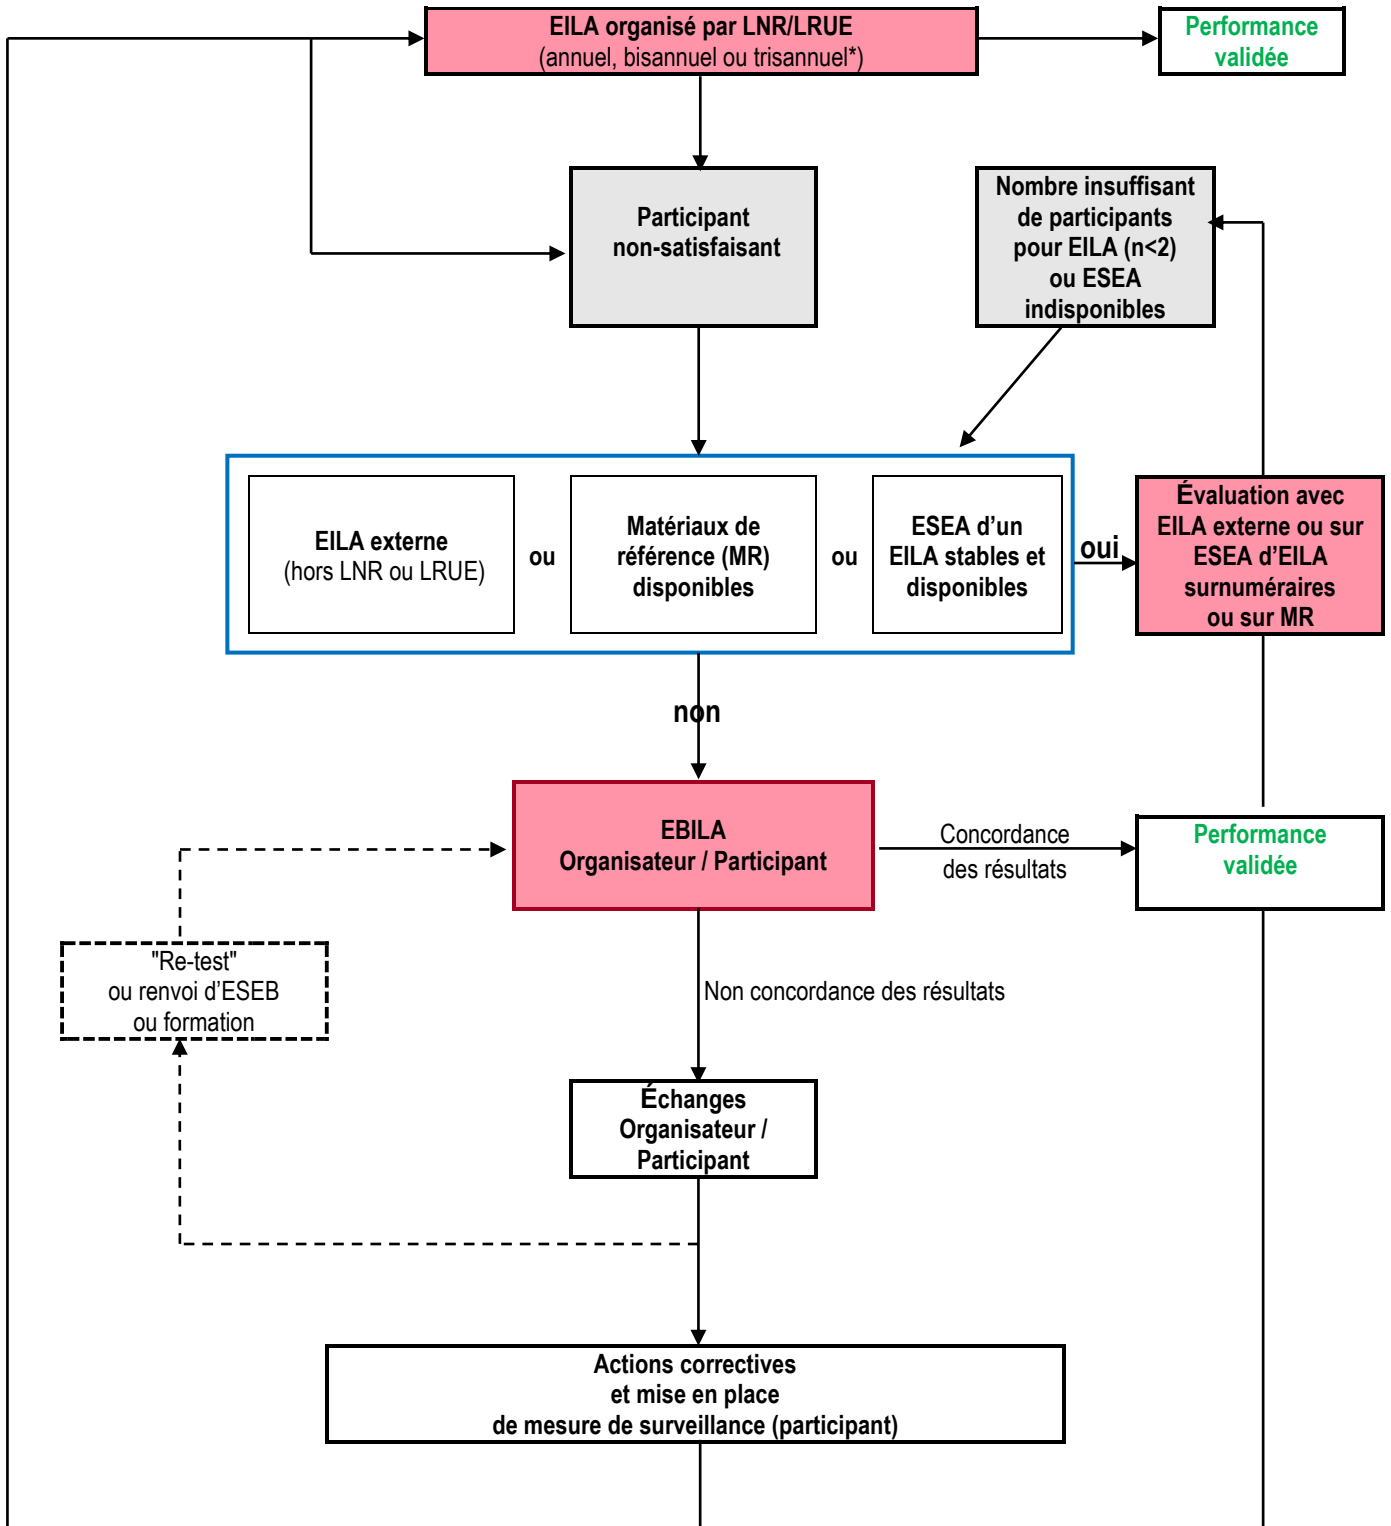 EILA organisé par LNR/LRUE
(annuel, bisannuel ou trisannuel*)
Performance
validée
Participant
non-satisfaisant
Nombre insuffisant
de participants
pour EILA (n<2)
ou ESEA
indisponibles
EILA externe
(hors LNR ou LRUE)
ou
Matériaux de
référence (MR)
disponibles
ou
ESEA d’un
EILA stables et
disponibles
oui
Évaluation avec
EILA externe ou sur
ESEA d’EILA
surnuméraires
ou sur MR
non
EBILA
Organisateur / Participant
Concordance
des résultats
Performance
validée
"Re-test"
ou renvoi d’ESEB
ou formation
Non concordance des résultats
Échanges
Organisateur /
Participant
Actions correctives
et mise en place
de mesure de surveillance (participant)